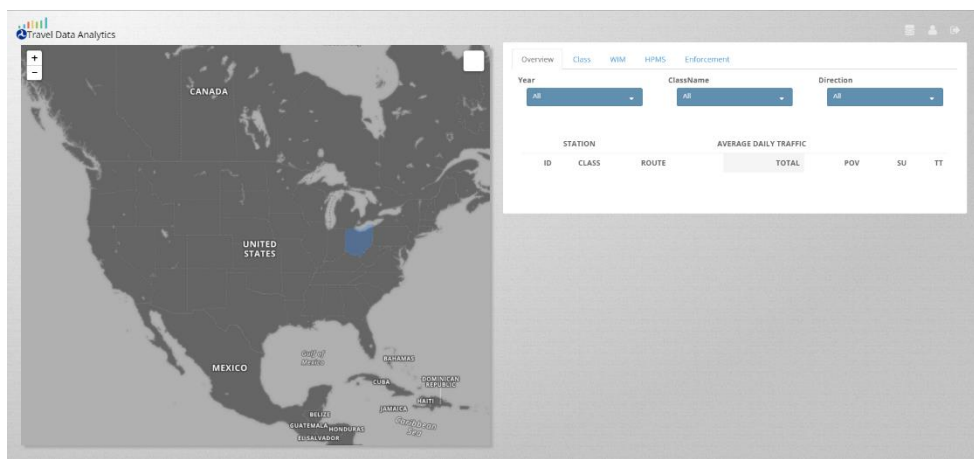 Travel Data Analytics
+
−
CANADA
UNITED
STATES
MEXICO
Gulf of
Mexico
BAHAMAS
CUBA
DOMINICAN
REPUBLIC
HAITI
JAMAICA
BELIZE
GUATEMALA
HONDURAS
EL SALVADOR
Caribbean
Sea
Overview Class WIM HPMS Enforcement
Year ClassName Direction
All All All
STATION AVERAGE DAILY TRAFFIC
ID CLASS ROUTE TOTAL POV SU TT